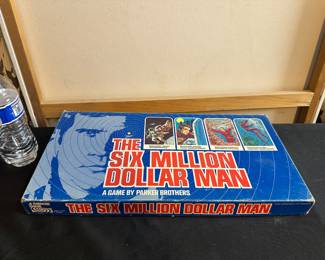 THE
SIX MILLION
DOLLAR MAN
A GAME BY PARKER BROTHERS
THE SIX MILLION DOLLAR MAN